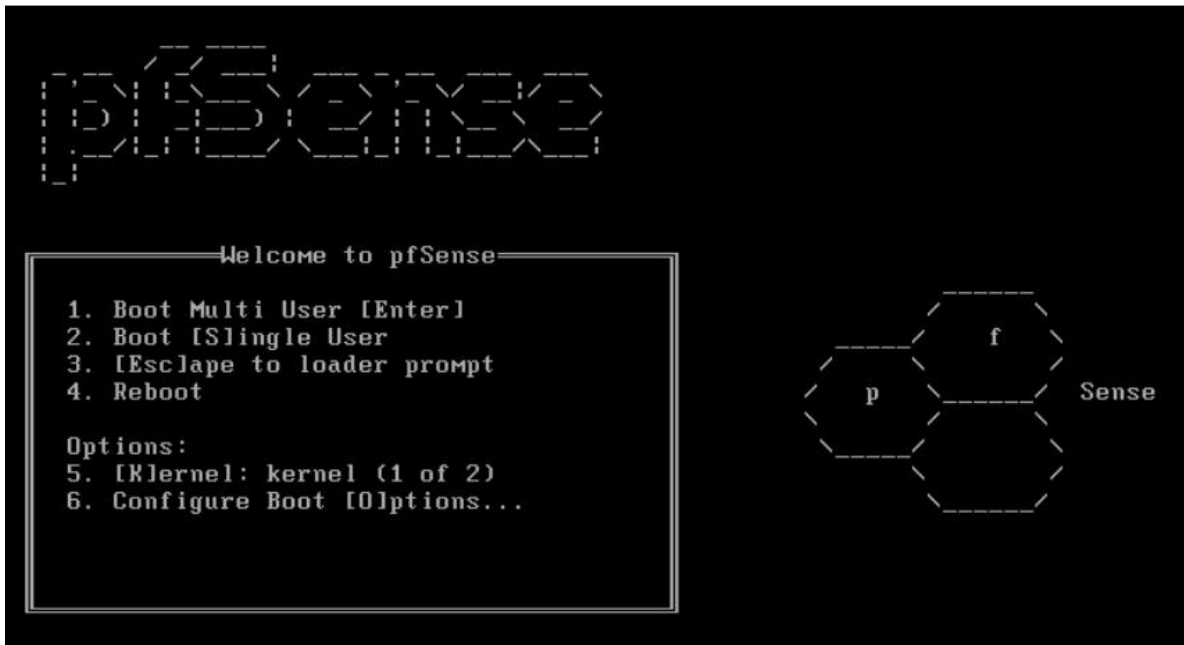 pfSense
Welcome to pfSense
1. Boot Multi User [Enter]
2. Boot [S]ingle User
3. [Esc]ape to loader prompt
4. Reboot
Options:
5. [K]ernel: kernel (1 of 2)
6. Configure Boot [O]ptions...
f
p
Sense